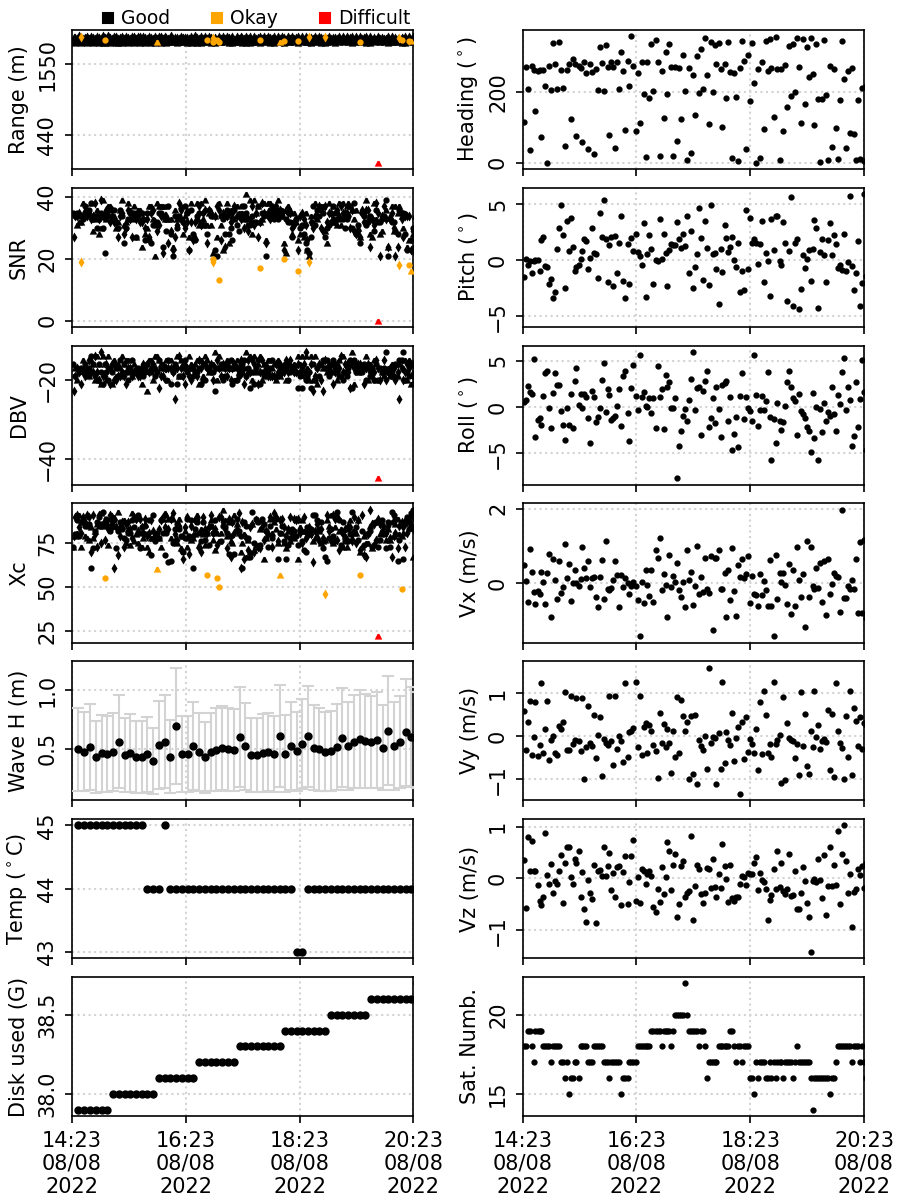 Good Okay Difficult
Range (m)
1550
440
Heading (°)
200
0
SNR
40
20
0
Pitch (°)
5
0
−5
DBV
−20
−40
Roll (°)
5
0
−5
Xc
75
50
25
Vx (m/s)
2
0
Wave H (m)
1.0
0.5
Vy (m/s)
1
0
−1
Temp (°C)
45
44
43
Vz (m/s)
1
0
−1
Disk used (G)
38.5
38.0
Sat. Numb.
20
15
14:23 16:23 18:23 20:23
08/08 08/08 08/08 08/08
2022 2022 2022 2022
14:23 16:23 18:23 20:23
08/08 08/08 08/08 08/08
2022 2022 2022 2022